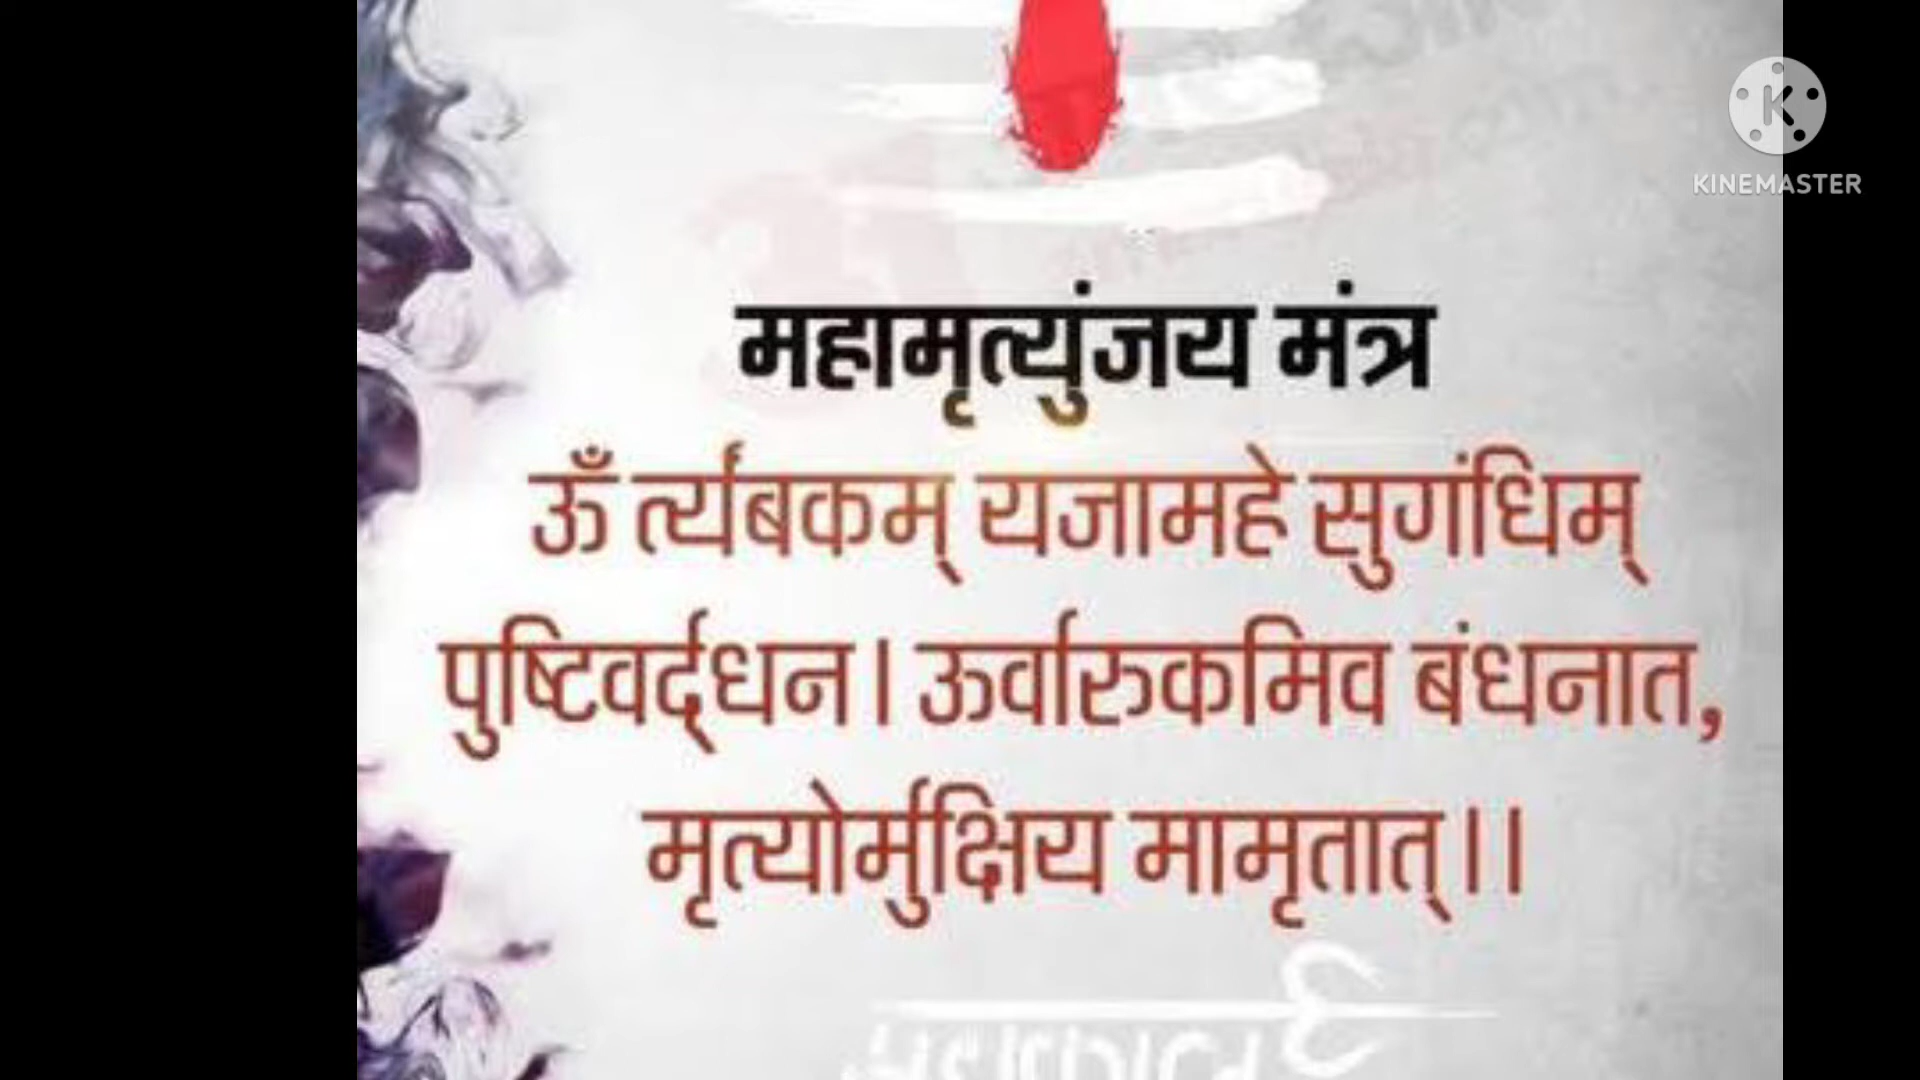 KINEMASTER
महामृत्युंजय मंत्र
ऊँ र्त्यंबकम् यजामहे सुगंधिम्
पुष्टिवर्द्धन। ऊर्वारुकमिव बंधनात,
मृत्योर्मुक्षिय मामृतात्।।